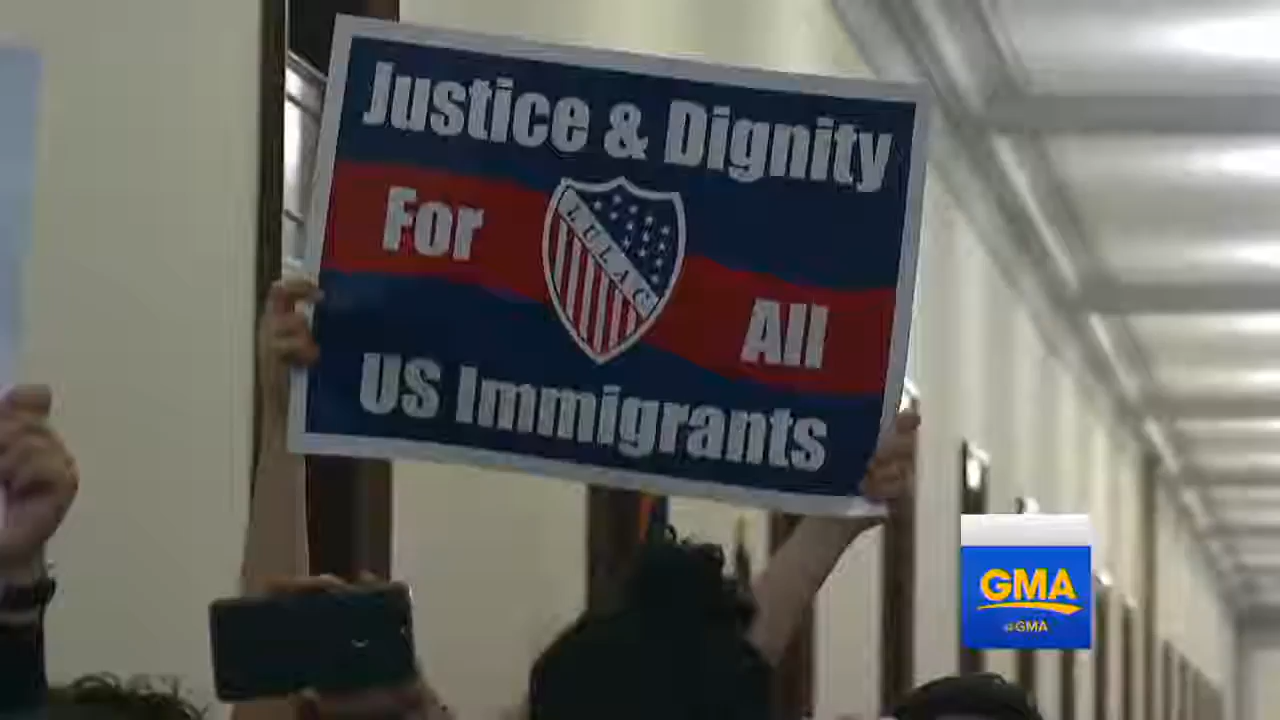 Justice & Dignity
For
LULAC
All
US Immigrants
GMA
@GMA